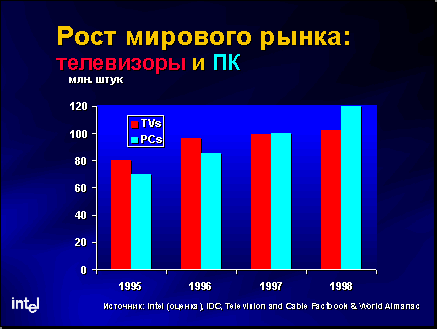 Рост мирового рынка:
телевизоры и ПК
млн. штук
120
100
80
60
40
20
0
TVs
PCs
1995 1996 1997 1998
intel
Источник: Intel (оценка), IDC, Television and Cable Factbook & World Almanac